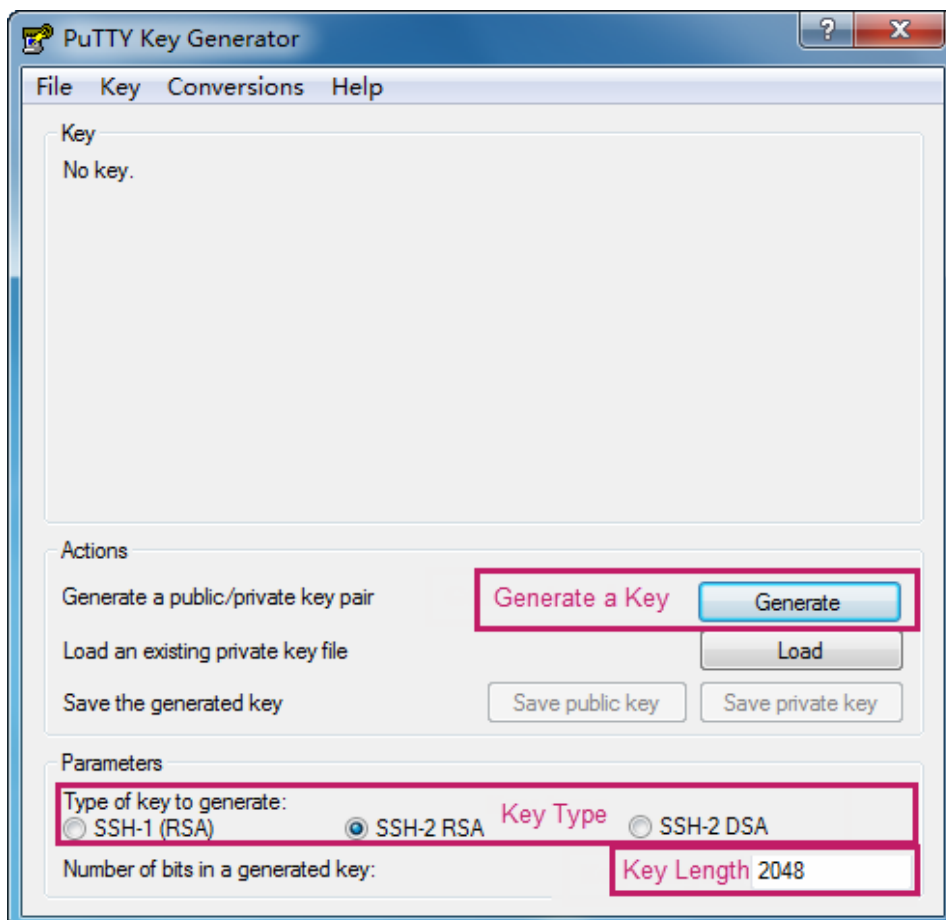 PuTTY Key Generator
?
X
File Key Conversions Help
Key
No key.
Actions
Generate a public/private key pair Generate a Key Generate
Load an existing private key file Load
Save the generated key Save public key Save private key
Parameters
Type of key to generate:
SSH-1 (RSA) SSH-2 RSA Key Type SSH-2 DSA
Number of bits in a generated key: Key Length 2048